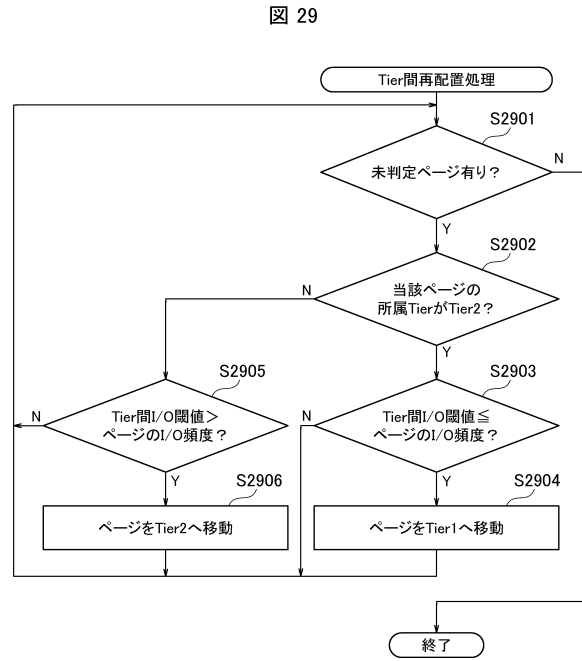 図 29
Tier間再配置処理
S2901
未判定ページ有り?
N
Y
S2902
当該ページの
所属TierがTier2?
N
Y
S2905
Tier間I/O閾値>
ページのI/O頻度?
N
Y
S2903
Tier間I/O閾値≦
ページのI/O頻度?
N
Y
S2906
ページをTier2へ移動
S2904
ページをTier1へ移動
終了